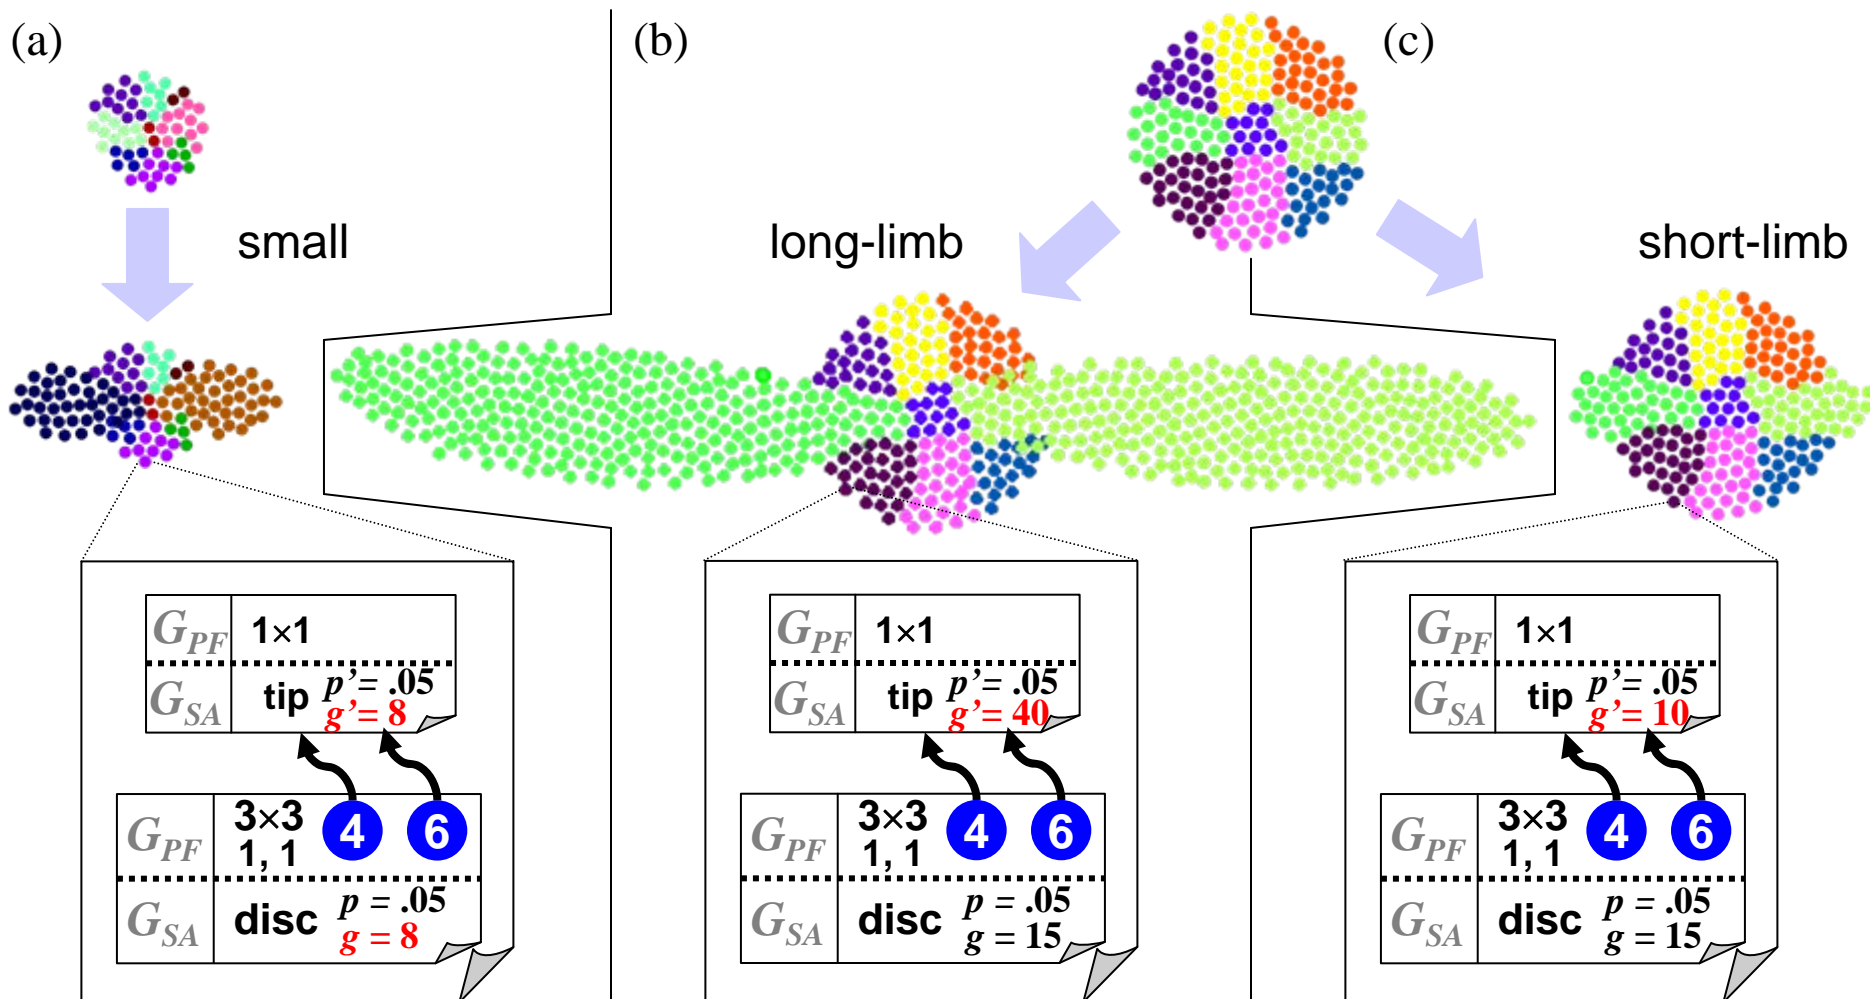 (a)
small
G_PF 1×1
G_SA tip p’= .05
g’= 8
G_PF 3×3 4 6
1, 1
G_SA disc p = .05
g = 8
(b)
long-limb
G_PF 1×1
G_SA tip p’= .05
g’= 40
G_PF 3×3 4 6
1, 1
G_SA disc p = .05
g = 15
(c)
short-limb
G_PF 1×1
G_SA tip p’= .05
g’= 10
G_PF 3×3 4 6
1, 1
G_SA disc p = .05
g = 15